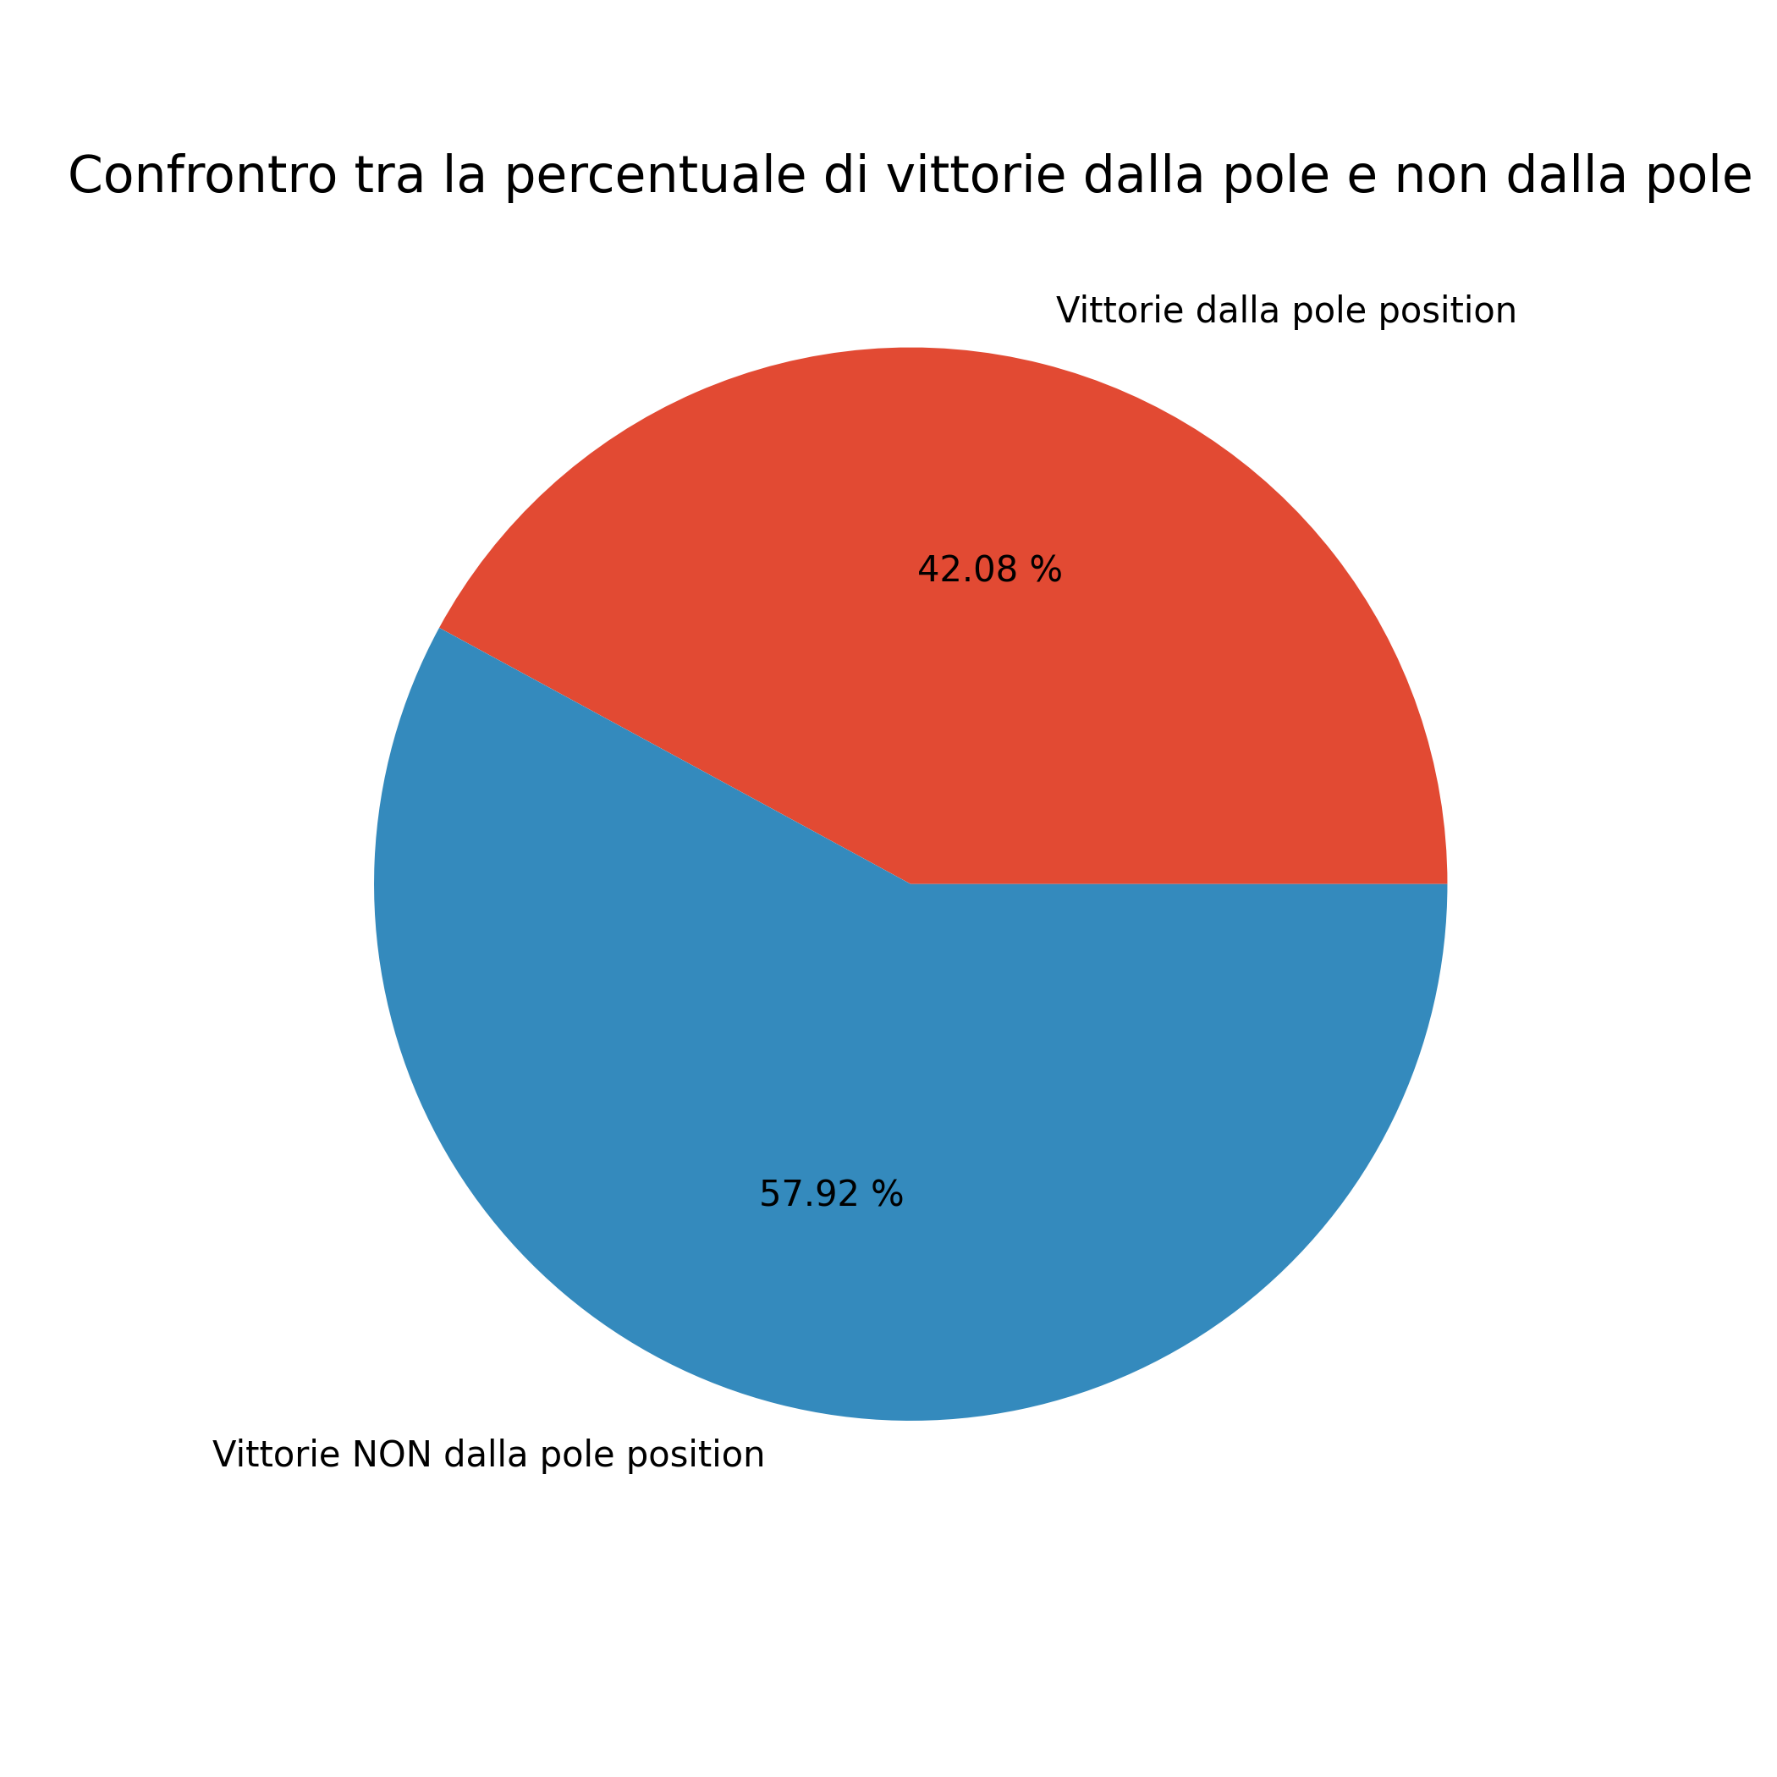 Confrontro tra la percentuale di vittorie dalla pole e non dalla pole
Vittorie dalla pole position
42.08 %
57.92 %
Vittorie NON dalla pole position